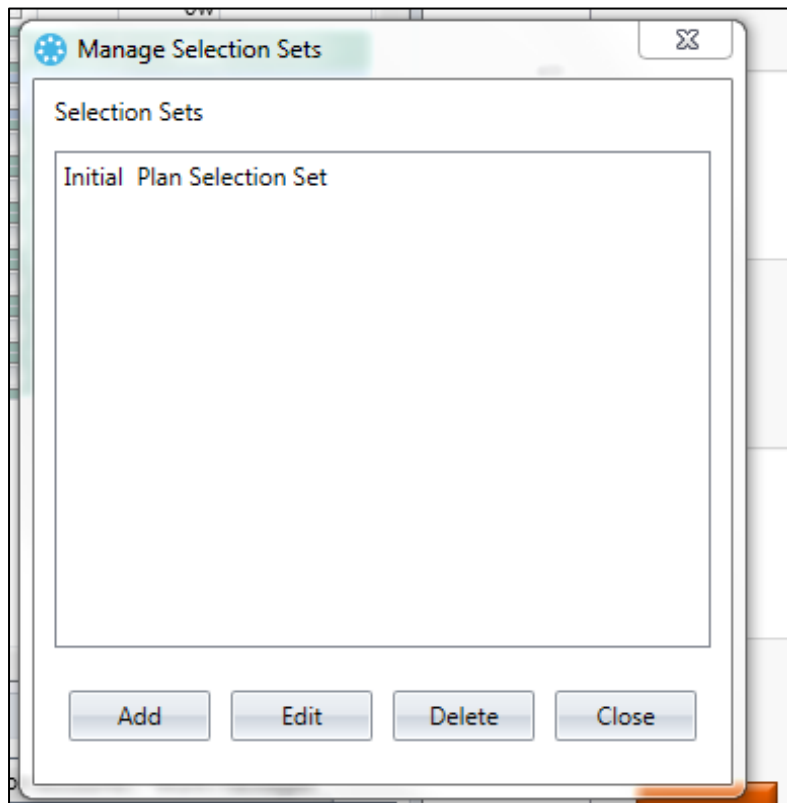 Manage Selection Sets
Selection Sets
Initial  Plan Selection Set
Add Edit Delete Close